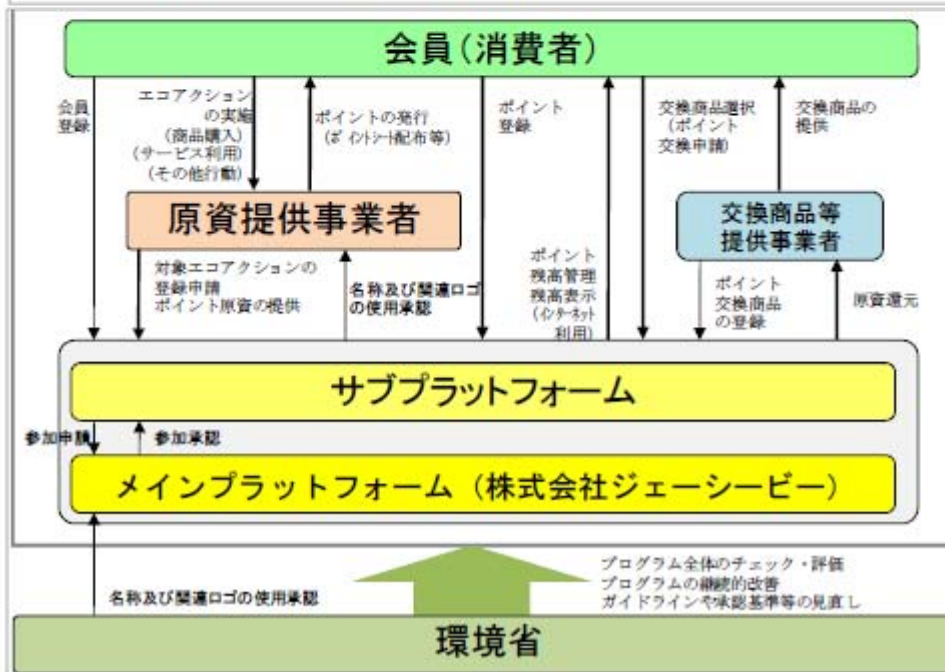 会員（消費者）
会員
登録
エコアクション
の実施
（商品購入）
（サービス利用）
（その他行動）
ポイントの発行
（ポイントシート配布等）
ポイント
登録
交換商品選択
（ポイント
交換申請）
交換商品の
提供
原資提供事業者
交換商品等
提供事業者
対象エコアクションの
登録申請
ポイント原資の提供
名称及び関連ロゴ
の使用承認
ポイント
残高管理
残高表示
（インターネット
利用）
ポイント
交換商品
の登録
原資還元
サブプラットフォーム
参加申請
参加承認
メインプラットフォーム（株式会社ジェーシービー）
名称及び関連ロゴの使用承認
プログラム全体のチェック・評価
プログラムの継続的改善
ガイドラインや承認基準等の見直し
環境省